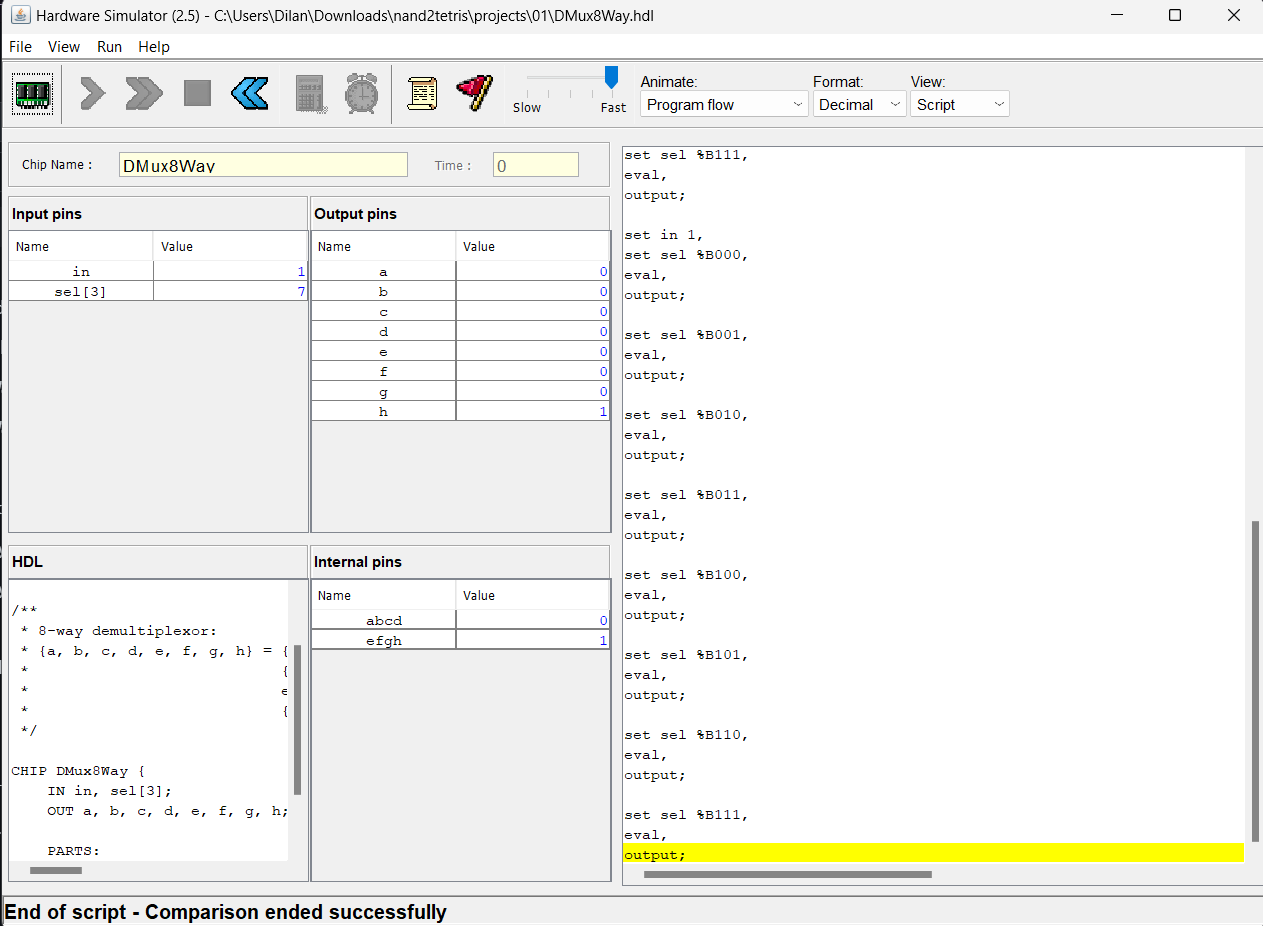 Hardware Simulator (2.5) - C:\Users\Dilan\Downloads\nand2tetris\projects\01\DMux8Way.hdl
File View Run Help
Slow Fast
Animate: Format: View:
Program flow Decimal Script
Chip Name : DMux8Way Time : 0
Input pins
Name Value
in 1
sel[3] 7
Output pins
Name Value
a 0
b 0
c 0
d 0
e 0
f 0
g 0
h 1
HDL
/**
 * 8-way demultiplexor:
 * {a, b, c, d, e, f, g, h} = {
 * {
 * e
 * {
 */
CHIP DMux8Way {
IN in, sel[3];
OUT a, b, c, d, e, f, g, h;
PARTS:
Internal pins
Name Value
abcd 0
efgh 1
set sel %B111,
eval,
output;
set in 1,
set sel %B000,
eval,
output;
set sel %B001,
eval,
output;
set sel %B010,
eval,
output;
set sel %B011,
eval,
output;
set sel %B100,
eval,
output;
set sel %B101,
eval,
output;
set sel %B110,
eval,
output;
set sel %B111,
eval,
output;
End of script - Comparison ended successfully